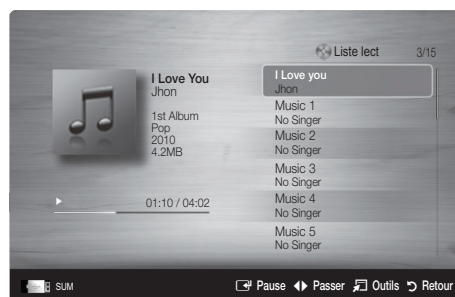 Liste lect 3/15
I Love You
Jhon
1st Album
Pop
2010
4.2MB
01:10 / 04:02
I Love you
Jhon
Music 1
No Singer
Music 2
No Singer
Music 3
No Singer
Music 4
No Singer
Music 5
No Singer
SUM Pause Passer Outils Retour